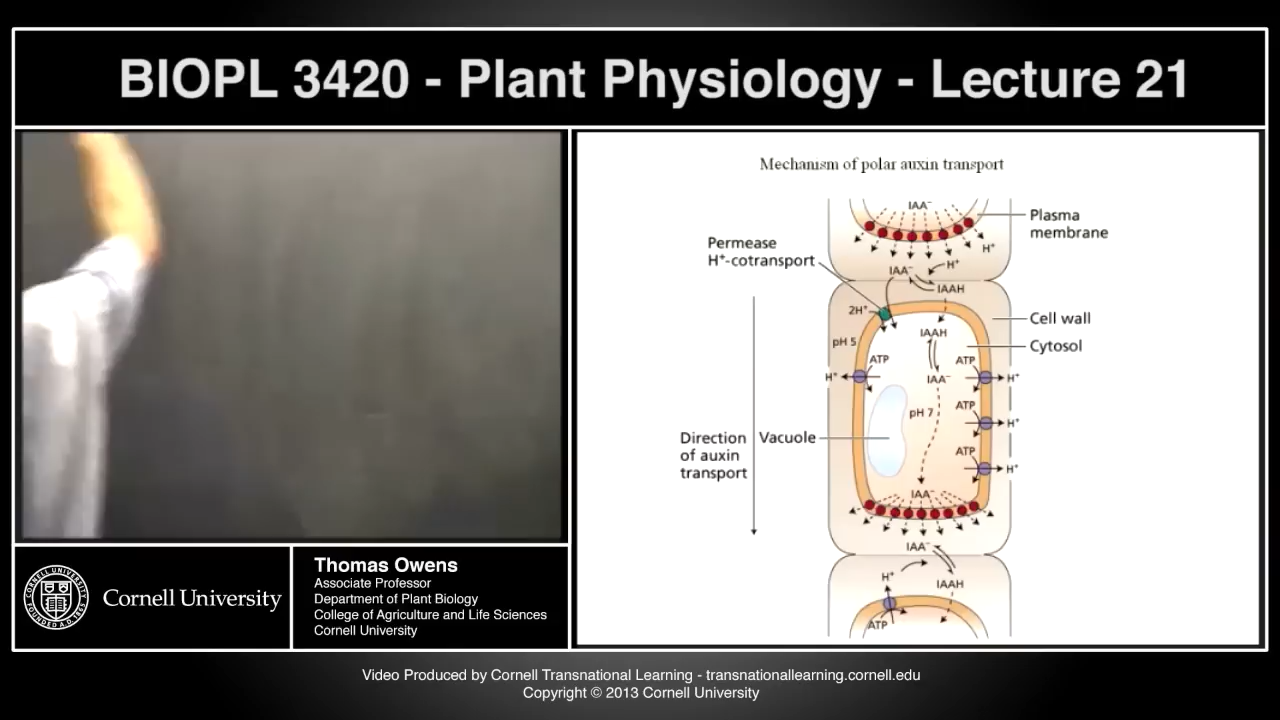 BIOPL 3420 - Plant Physiology - Lecture 21
Mechanism of polar auxin transport
IAA⁻
Plasma
membrane
H⁺
Permease
H⁺-cotransport
IAA⁻
H⁺
IAAH
2H⁺
Cell wall
IAAH
pH 5
Cytosol
ATP
ATP
H⁺
IAA⁻
H⁺
ATP
pH 7
H⁺
Direction
of auxin
transport
Vacuole
ATP
H⁺
IAA⁻
IAA⁻
H⁺
IAAH
ATP
CORNELL UNIVERSITY
FOUNDED A.D. 1865
Cornell University
Thomas Owens
Associate Professor
Department of Plant Biology
College of Agriculture and Life Sciences
Cornell University
Video Produced by Cornell Transnational Learning - transnationallearning.cornell.edu
Copyright © 2013 Cornell University